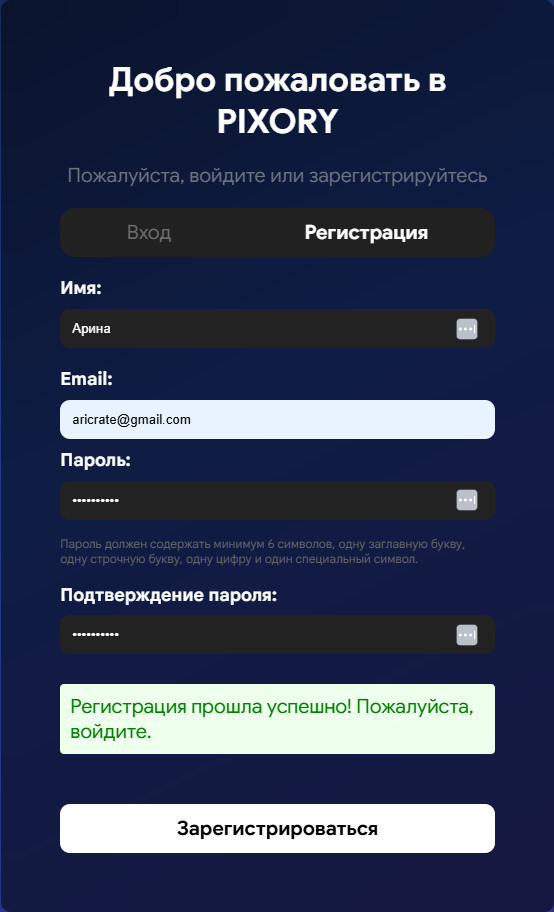 Добро пожаловать в
PIXORY
Пожалуйста, войдите или зарегистрируйтесь
Вход Регистрация
Имя:
Арина
Email:
aricrate@gmail.com
Пароль:
••••••••••
Пароль должен содержать минимум 6 символов, одну заглавную букву,
одну строчную букву, одну цифру и один специальный символ.
Подтверждение пароля:
••••••••••
Регистрация прошла успешно! Пожалуйста,
войдите.
Зарегистрироваться